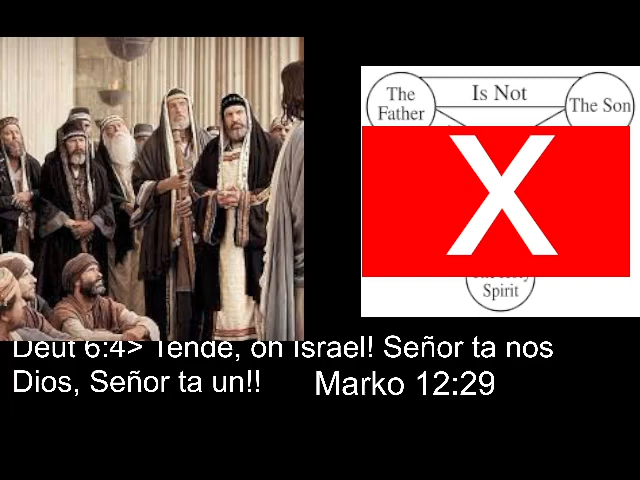 The
Father
Is Not
The Son
X
Spirit
Deut 6:4> Tende, oh Israel! Señor ta nos
Dios, Señor ta un!!
Marko 12:29